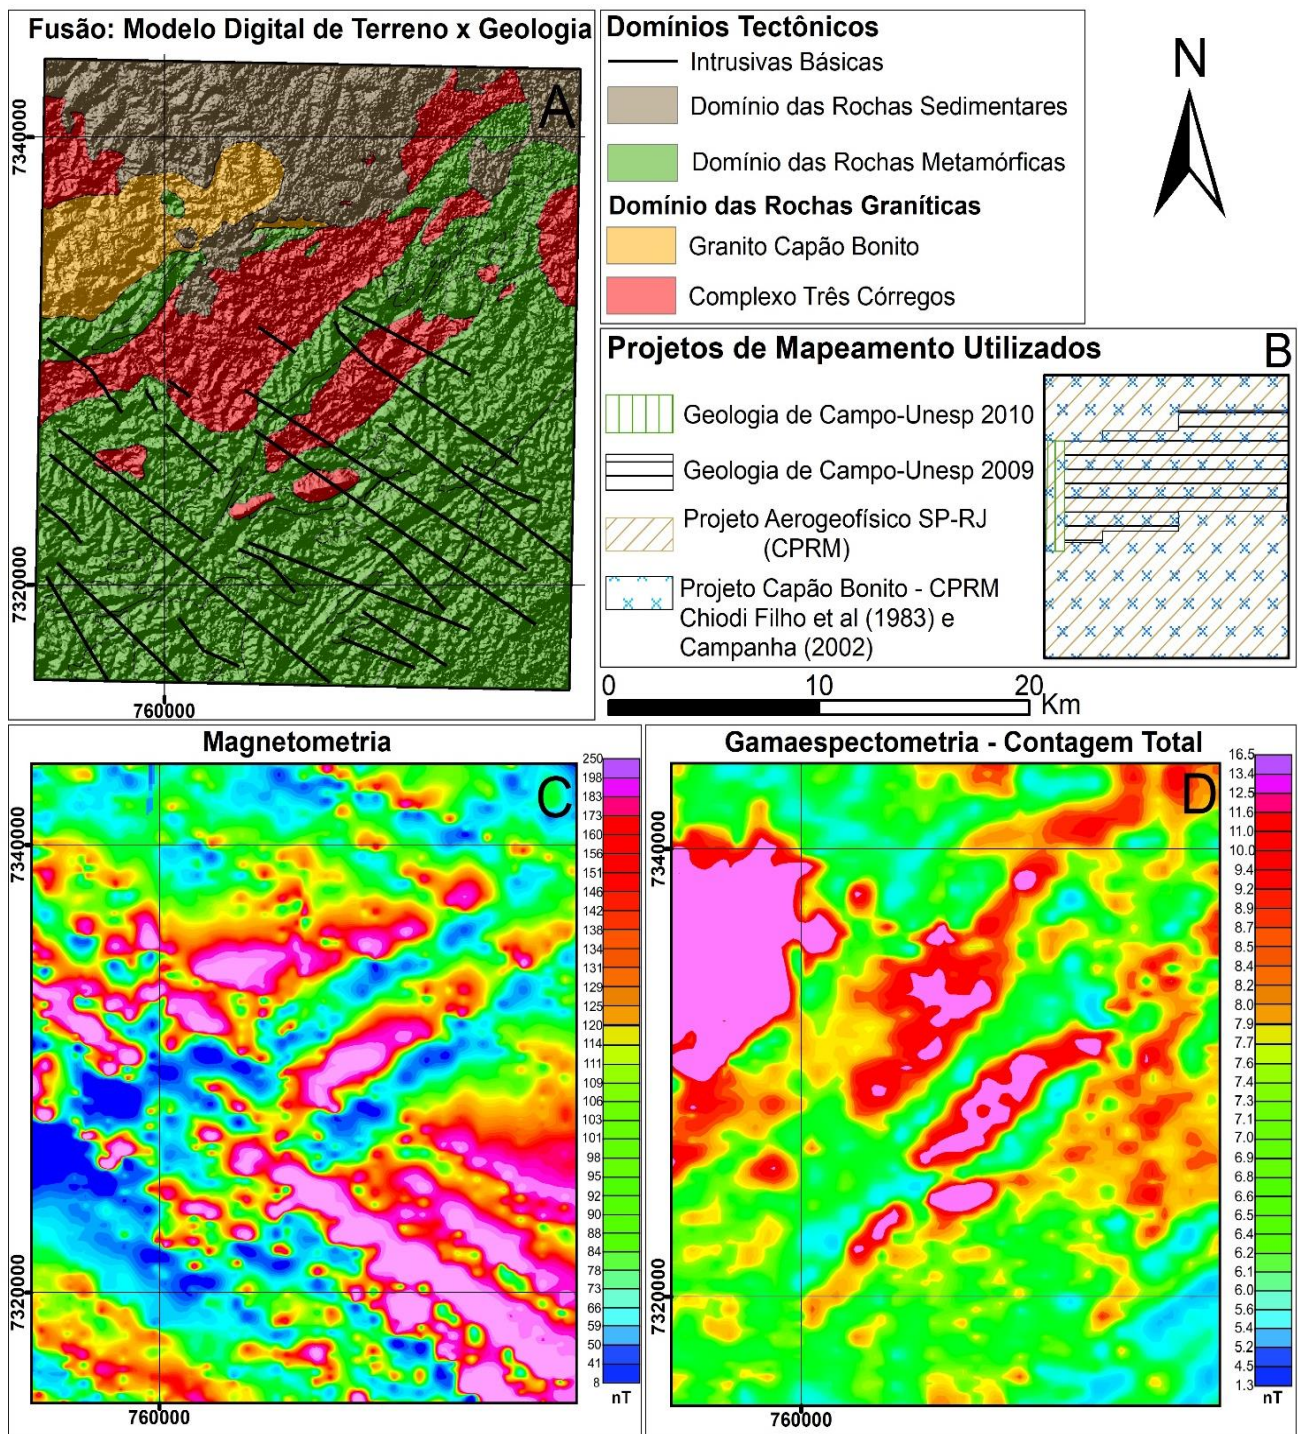 Fusão: Modelo Digital de Terreno x Geologia
A
7340000
7320000
760000
Domínios Tectônicos
Intrusivas Básicas
Domínio das Rochas Sedimentares
Domínio das Rochas Metamórficas
Domínio das Rochas Graníticas
Granito Capão Bonito
Complexo Três Córregos
N
Projetos de Mapeamento Utilizados
B
Geologia de Campo-Unesp 2010
Geologia de Campo-Unesp 2009
Projeto Aerogeofísico SP-RJ
(CPRM)
Projeto Capão Bonito - CPRM
Chiodi Filho et al (1983) e
Campanha (2002)
0 10 20
Km
Magnetometria
C
7340000
7320000
760000
250
198
183
173
160
156
151
146
142
138
134
131
129
125
120
114
111
109
106
103
101
98
95
92
90
88
84
78
73
66
59
50
41
8
nT
Gamaespectometria - Contagem Total
D
7340000
7320000
760000
16.5
13.4
12.5
11.6
11.0
10.0
9.4
9.2
8.9
8.7
8.5
8.4
8.2
8.0
7.9
7.6
7.4
7.3
7.1
7.0
6.9
6.8
6.6
6.5
6.4
6.2
6.1
6.0
5.6
5.4
5.2
4.5
1.3
nT